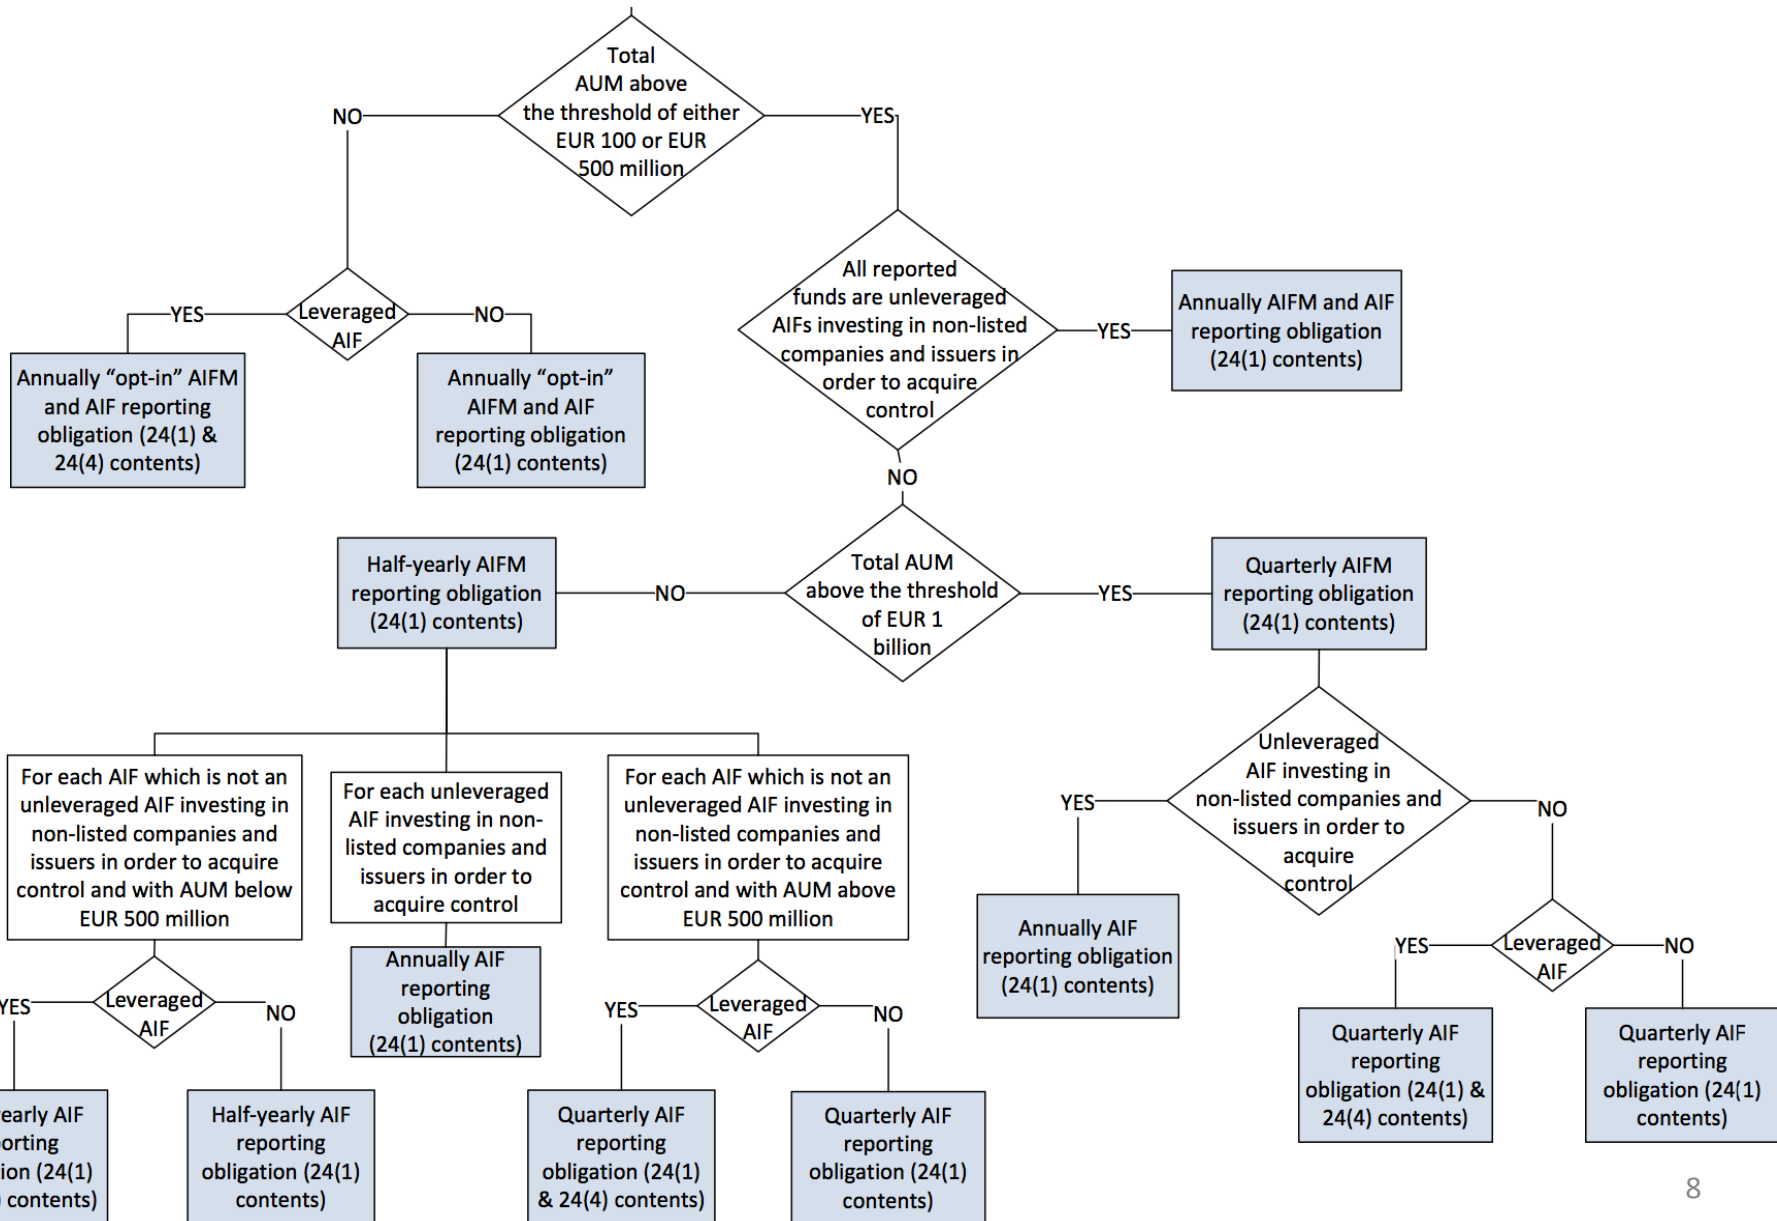 Total
AUM above
the threshold of either
EUR 100 or EUR
500 million
NO
YES
Leveraged
AIF
YES
NO
Annually “opt-in” AIFM
and AIF reporting
obligation (24(1) &
24(4) contents)
Annually “opt-in”
AIFM and AIF
reporting obligation
(24(1) contents)
All reported
funds are unleveraged
AIFs investing in non-listed
companies and issuers in
order to acquire
control
YES
Annually AIFM and AIF
reporting obligation
(24(1) contents)
NO
Total AUM
above the threshold
of EUR 1
billion
NO
YES
Half-yearly AIFM
reporting obligation
(24(1) contents)
Quarterly AIFM
reporting obligation
(24(1) contents)
For each AIF which is not an
unleveraged AIF investing in
non-listed companies and
issuers in order to acquire
control and with AUM below
EUR 500 million
For each unleveraged
AIF investing in non-
listed companies and
issuers in order to
acquire control
For each AIF which is not an
unleveraged AIF investing in
non-listed companies and
issuers in order to acquire
control and with AUM above
EUR 500 million
Unleveraged
AIF investing in
non-listed companies and
issuers in order to
acquire
control
YES
NO
Annually AIF
reporting obligation
(24(1) contents)
Leveraged
AIF
YES
NO
Quarterly AIF
reporting
obligation (24(1) &
24(4) contents)
Quarterly AIF
reporting
obligation (24(1)
contents)
Annually AIF
reporting
obligation
(24(1) contents)
Leveraged
AIF
YES
NO
early AIF
orting
ion (24(1)
) contents)
Half-yearly AIF
reporting
obligation (24(1)
contents)
Leveraged
AIF
YES
NO
Quarterly AIF
reporting
obligation (24(1)
& 24(4) contents)
Quarterly AIF
reporting
obligation (24(1)
contents)
8